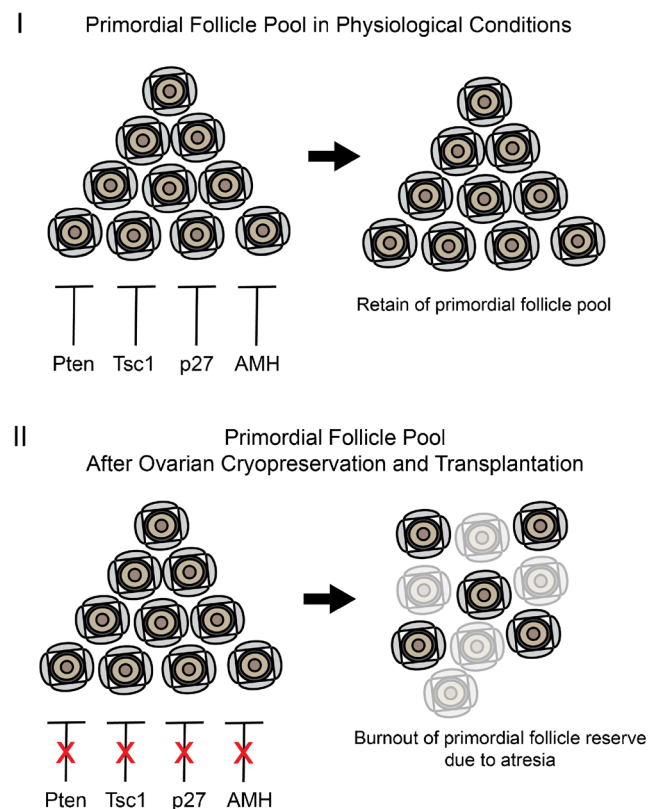 I
Primordial Follicle Pool in Physiological Conditions
Retain of primordial follicle pool
Pten Tsc1 p27 AMH
II
Primordial Follicle Pool
After Ovarian Cryopreservation and Transplantation
X X X X
Burnout of primordial follicle reserve
due to atresia
Pten Tsc1 p27 AMH